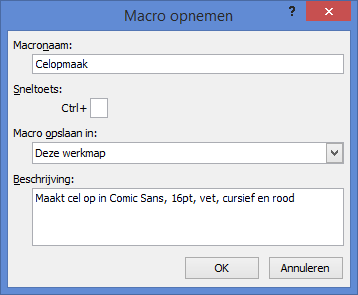 Macro opnemen
?
Macronaam:
Celopmaak
Sneltoets:
Ctrl+
Macro opslaan in:
Deze werkmap
Beschrijving:
Maakt cel op in Comic Sans, 16pt, vet, cursief en rood
OK Annuleren